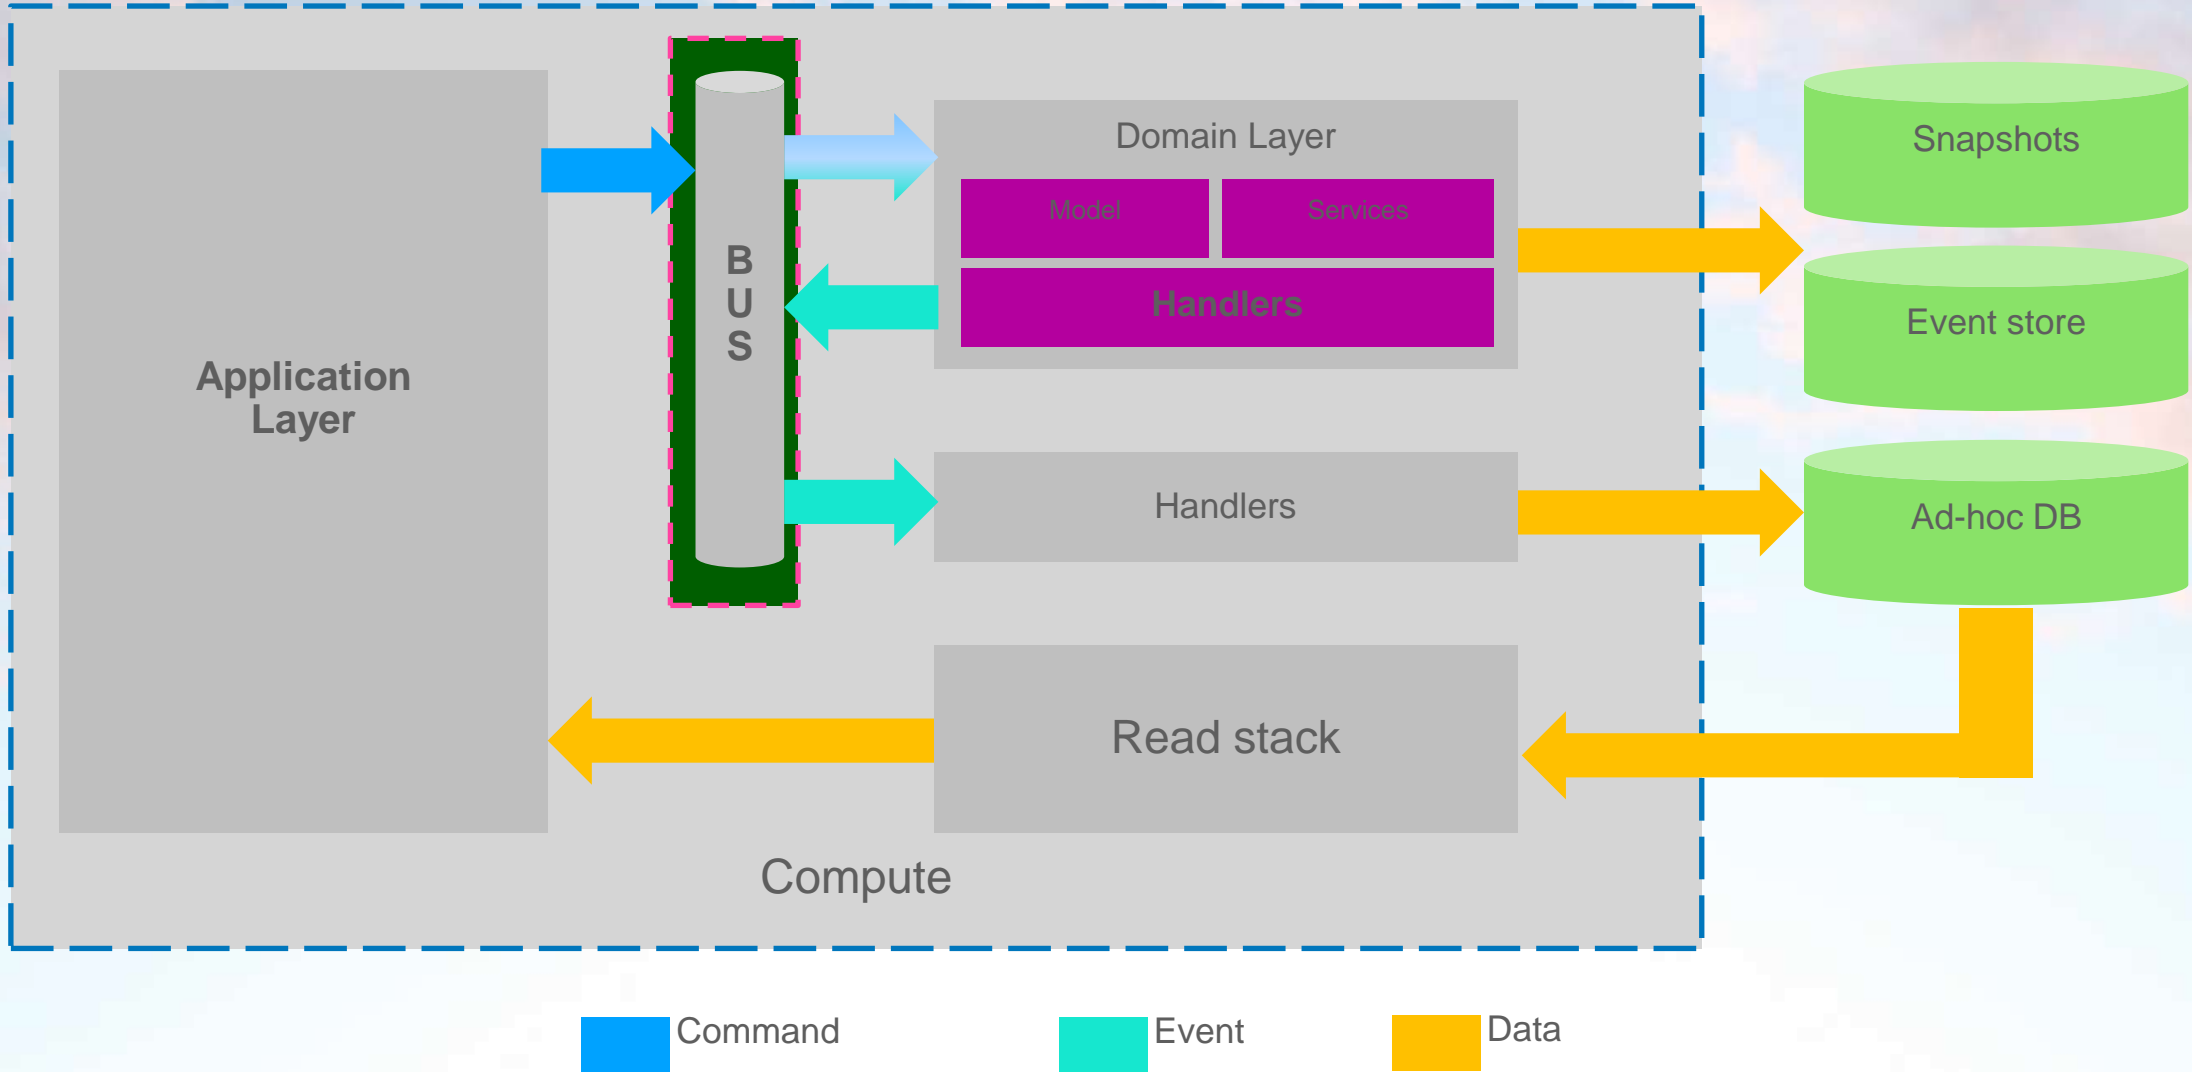 Application
Layer
B
U
S
Domain Layer
Model
Services
Handlers
Handlers
Read stack
Compute
Snapshots
Event store
Ad-hoc DB
Command
Event
Data